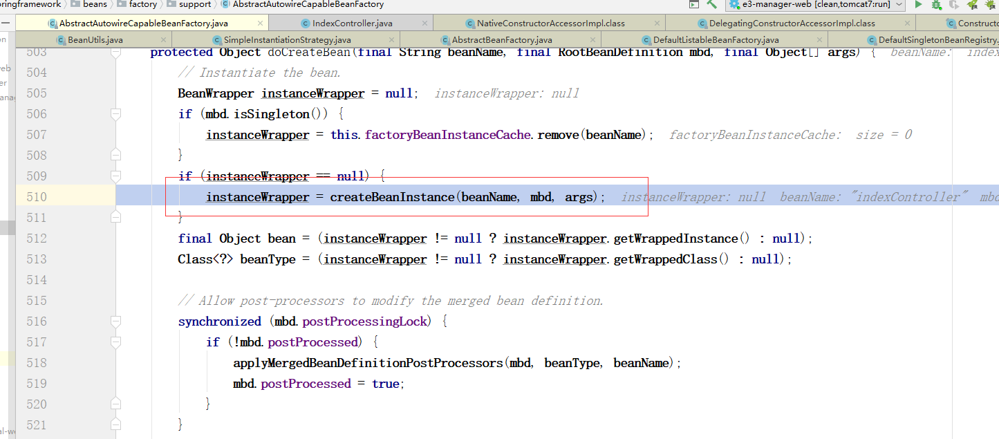 ringframework beans factory support AbstractAutowireCapableBeanFactory e3-manager-web [clean,tomcat7:run]
AbstractAutowireCapableBeanFactory.java IndexController.java NativeConstructorAccessorImpl.class DelegatingConstructorAccessorImpl.class Constructo
BeanUtils.java SimpleInstantiationStrategy.java AbstractBeanFactory.java DefaultListableBeanFactory.java DefaultSingletonBeanRegistry.
503 protected Object doCreateBean(final String beanName, final RootBeanDefinition mbd, final Object[] args) { beanName: index
504 // Instantiate the bean.
505 BeanWrapper instanceWrapper = null; instanceWrapper: null
506 if (mbd.isSingleton()) {
507 instanceWrapper = this.factoryBeanInstanceCache.remove(beanName); factoryBeanInstanceCache: size = 0
508 }
509 if (instanceWrapper == null) {
510 instanceWrapper = createBeanInstance(beanName, mbd, args); instanceWrapper: null beanName: "indexController" mbd
511 }
512 final Object bean = (instanceWrapper != null ? instanceWrapper.getWrappedInstance() : null);
513 Class<?> beanType = (instanceWrapper != null ? instanceWrapper.getWrappedClass() : null);
514
515 // Allow post-processors to modify the merged bean definition.
516 synchronized (mbd.postProcessingLock) {
517 if (!mbd.postProcessed) {
518 applyMergedBeanDefinitionPostProcessors(mbd, beanType, beanName);
519 mbd.postProcessed = true;
520 }
521 }